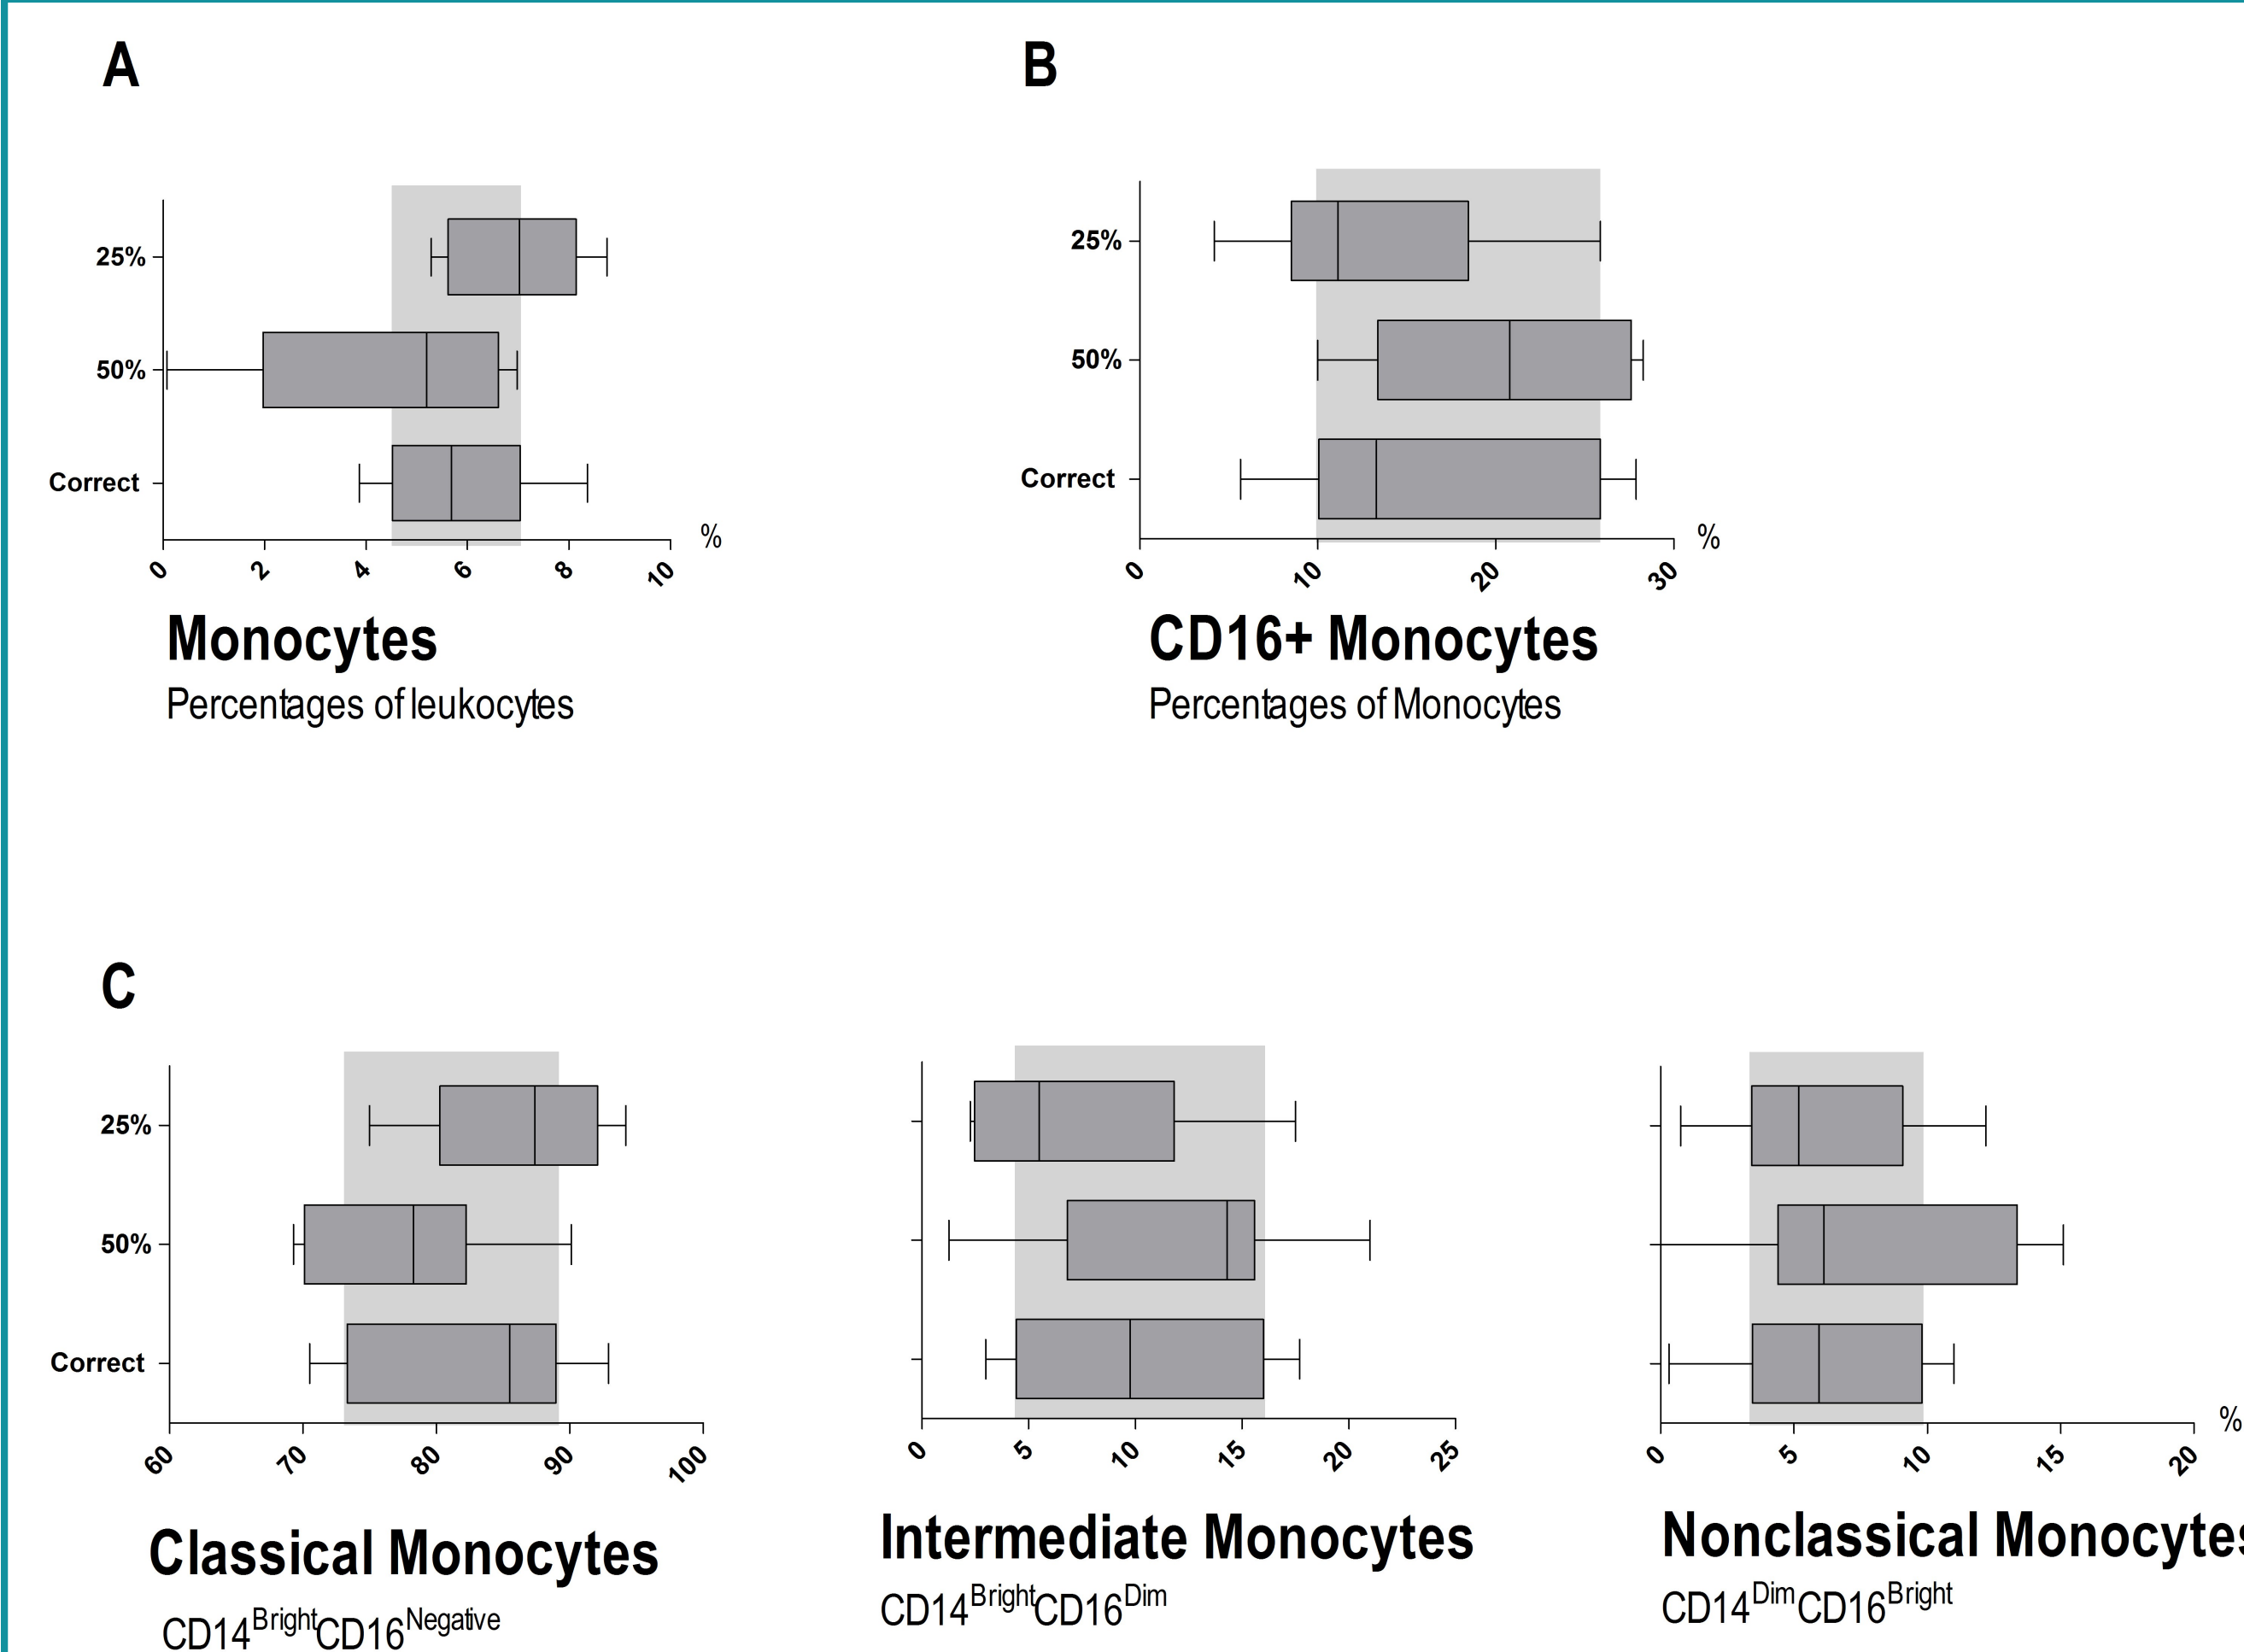 A
B
25%
50%
Correct
%
0 2 4 6 8 10
Monocytes
Percentages of leukocytes
25%
50%
Correct
%
0 10 20 30
CD16+ Monocytes
Percentages of Monocytes
C
25%
50%
Correct
60 70 80 90 100
Classical Monocytes
CD14BrightCD16Negative
0 5 10 15 20 25
Intermediate Monocytes
CD14BrightCD16Dim
%
0 5 10 15 20
Nonclassical Monocytes
CD14DimCD16Bright